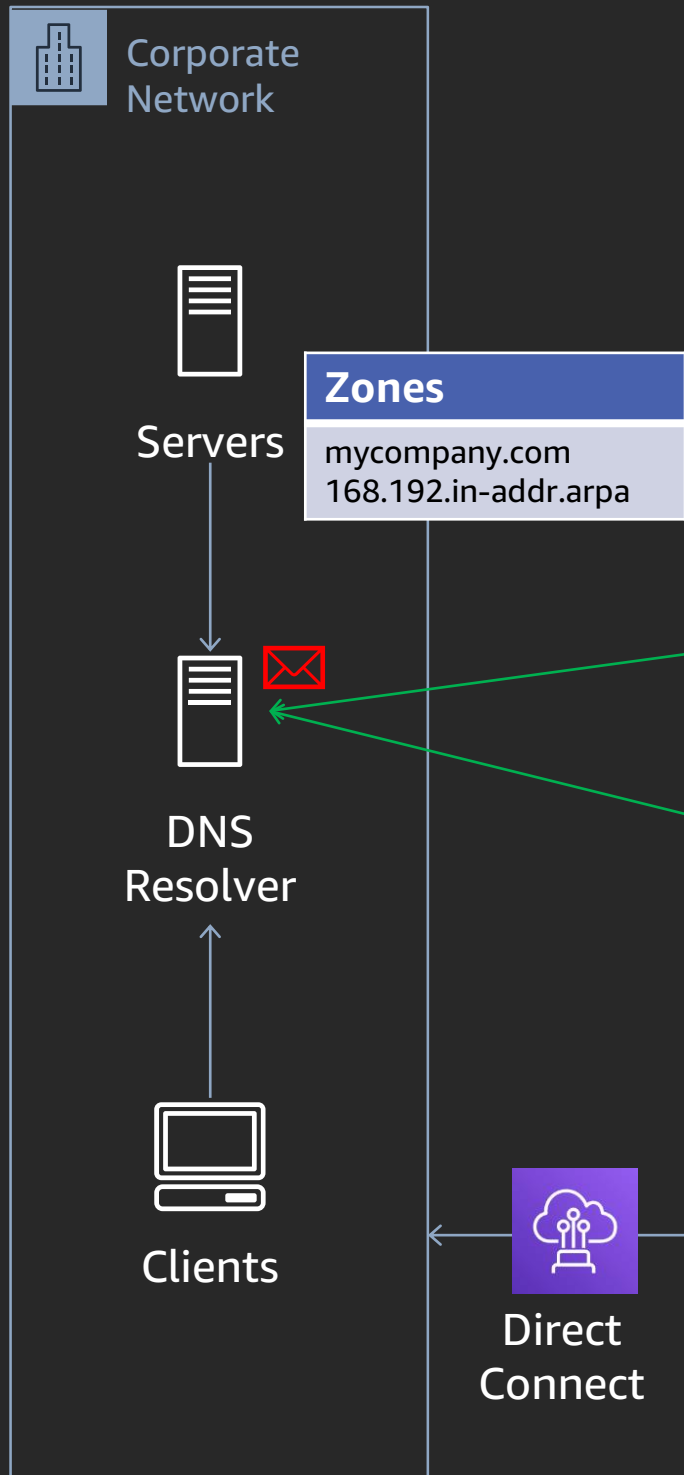 Corporate
Network
Servers
Zones
mycompany.com
168.192.in-addr.arpa
DNS
Resolver
Clients
Direct
Connect